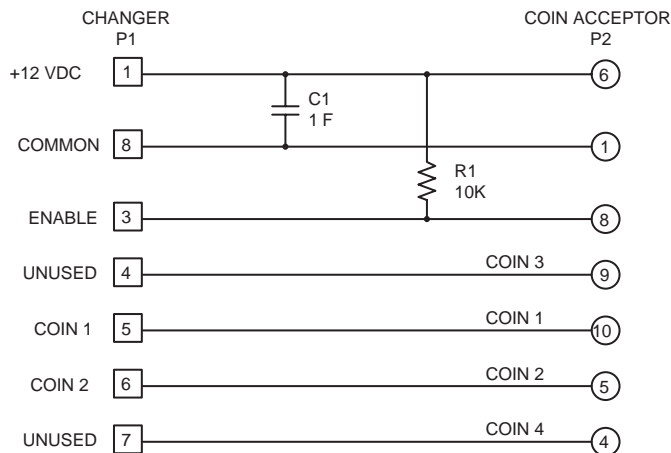 CHANGER COIN ACCEPTOR
P1 P2
+12 VDC 1 6
C1
1 F
COMMON 8 1
R1
10K
ENABLE 3 8
UNUSED 4 COIN 3 9
COIN 1 5 COIN 1 10
COIN 2 6 COIN 2 5
UNUSED 7 COIN 4 4